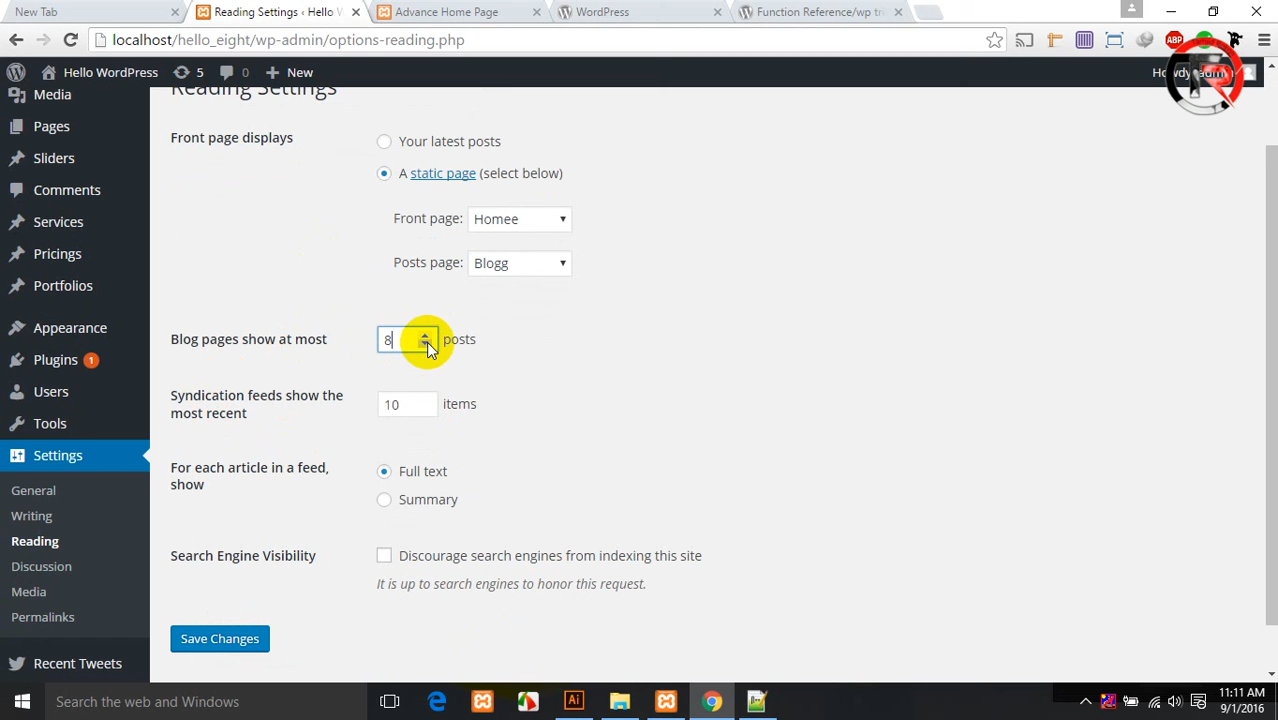 New Tab
Reading Settings ‹ Hello W
Advance Home Page
WordPress
Function Reference/wp tri
localhost/hello_eight/wp-admin/options-reading.php
ABP
Hello WordPress
5
0
New
Howdy, admin
Media
Pages
Sliders
Comments
Services
Pricings
Portfolios
Appearance
Plugins 1
Users
Tools
Settings
General
Writing
Reading
Discussion
Media
Permalinks
Recent Tweets
Reading Settings
Front page displays
Your latest posts
A static page (select below)
Front page: Homee
Posts page: Blogg
Blog pages show at most 8 posts
Syndication feeds show the most recent
10 items
For each article in a feed, show
Full text
Summary
Search Engine Visibility
Discourage search engines from indexing this site
It is up to search engines to honor this request.
Save Changes
Search the web and Windows
Ai
11:11 AM
9/1/2016